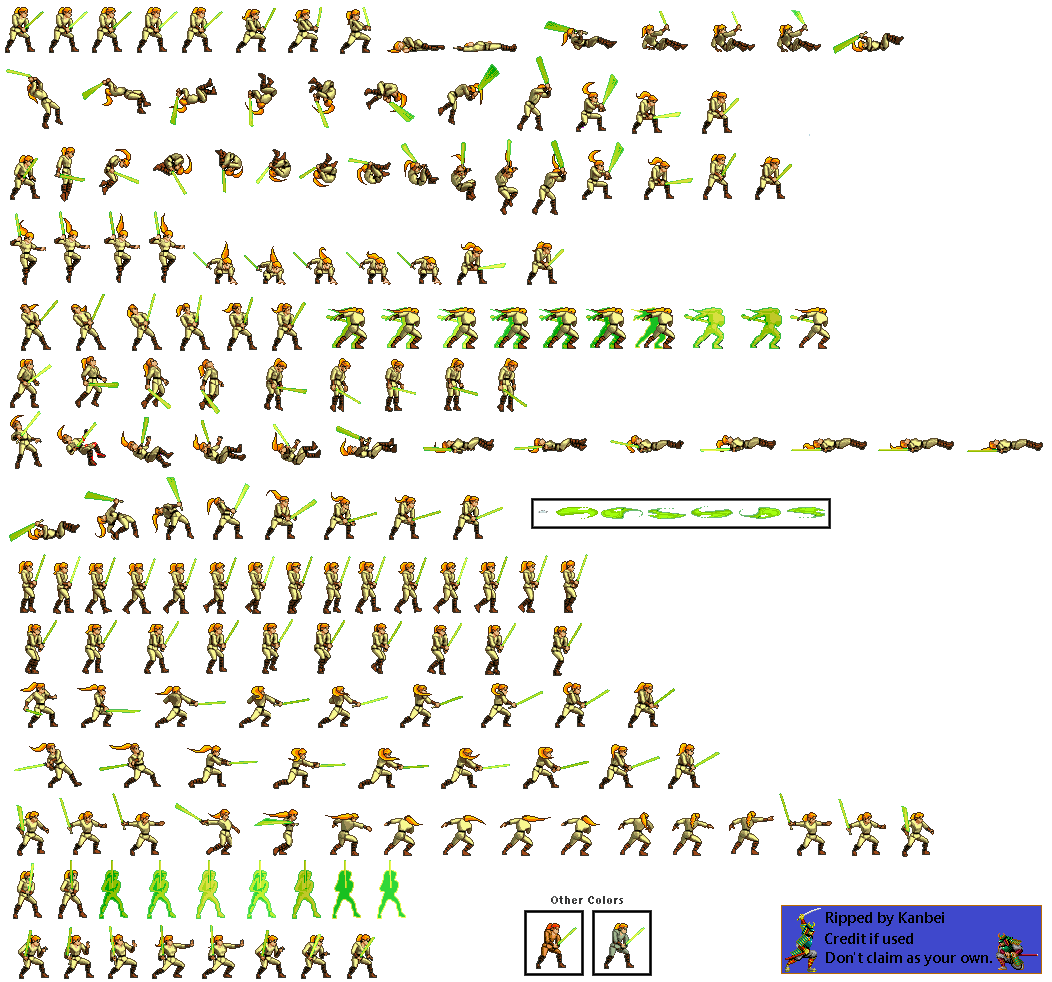 Other Colors
Ripped by Kanbei
Credit if used
Don't claim as your own.